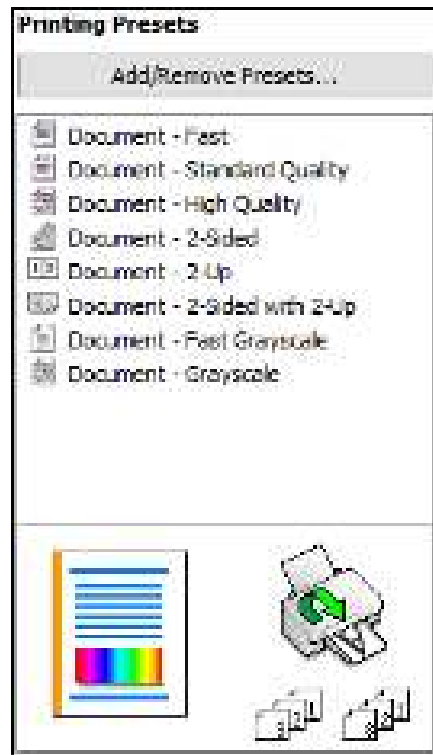 Printing Presets
Add/Remove Presets...
Document - Fast
Document - Standard Quality
Document - High Quality
Document - 2-Sided
Document - 2-Up
Document - 2-Sided with 2-Up
Document - Fast Grayscale
Document - Grayscale